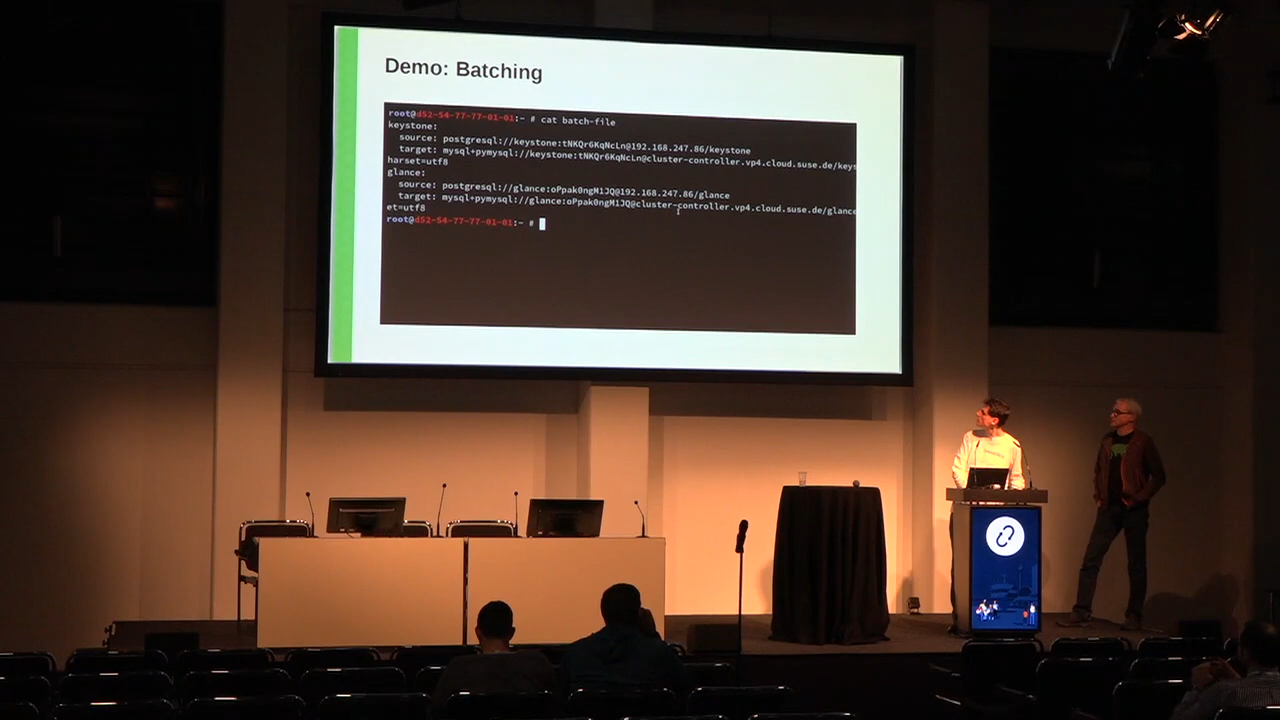 Demo: Batching
root@d52-54-77-77-01-01:~ # cat batch-file
keystone:
source: postgresql://keystone:tNKQr6KqNcLn@192.168.247.86/keystone
target: mysql+pymysql://keystone:tNKQr6KqNcLn@cluster-controller.vp4.cloud.suse.de/keys
harset=utf8
glance:
source: postgresql://glance:oPpak0ngM1JQ@192.168.247.86/glance
target: mysql+pymysql://glance:oPpak0ngM1JQ@cluster-controller.vp4.cloud.suse.de/glance
et=utf8
root@d52-54-77-77-01-01:~ #